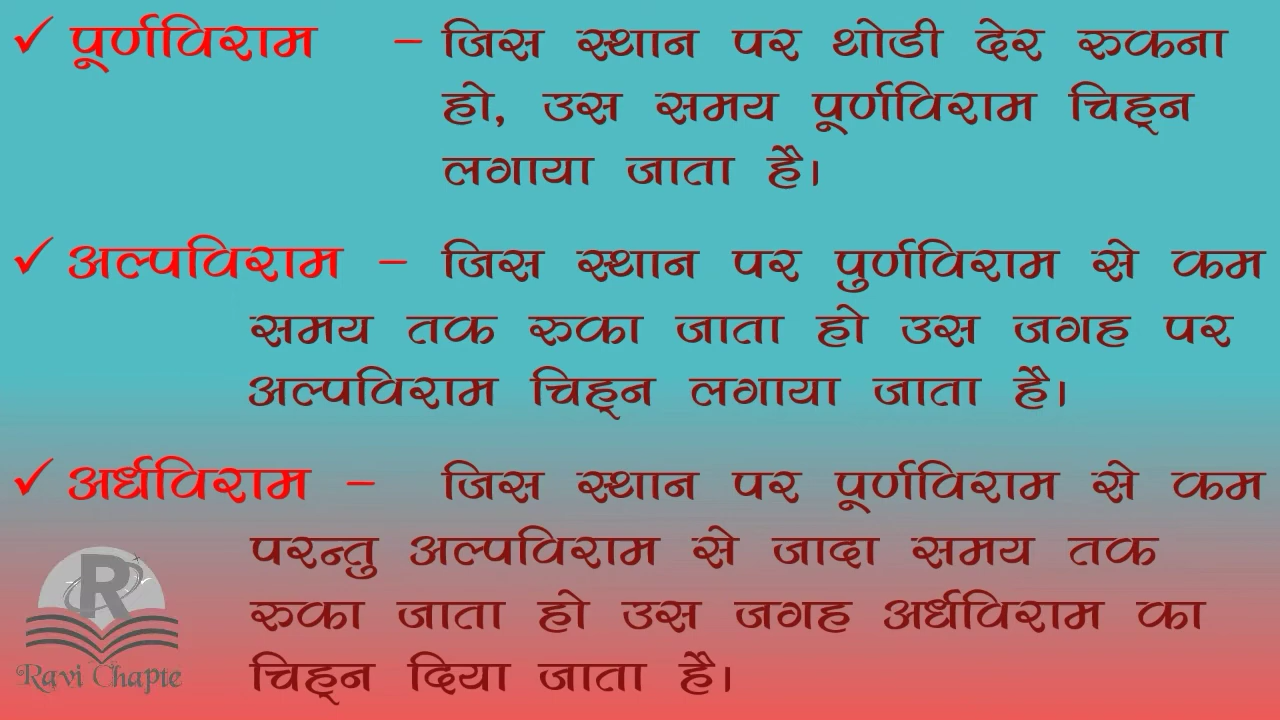 ✓ पूर्णविराम – जिस स्थान पर थोडी देर रुकना
हो, उस समय पूर्णविराम चिह्न
लगाया जाता है।
✓ अल्पविराम – जिस स्थान पर पुर्णविराम से कम
समय तक रुका जाता हो उस जगह पर
अल्पविराम चिह्न लगाया जाता है।
✓ अर्धविराम – जिस स्थान पर पूर्णविराम से कम
परन्तु अल्पविराम से जादा समय तक
रुका जाता हो उस जगह अर्धविराम का
चिह्न दिया जाता है।
R
Ravi Chapte